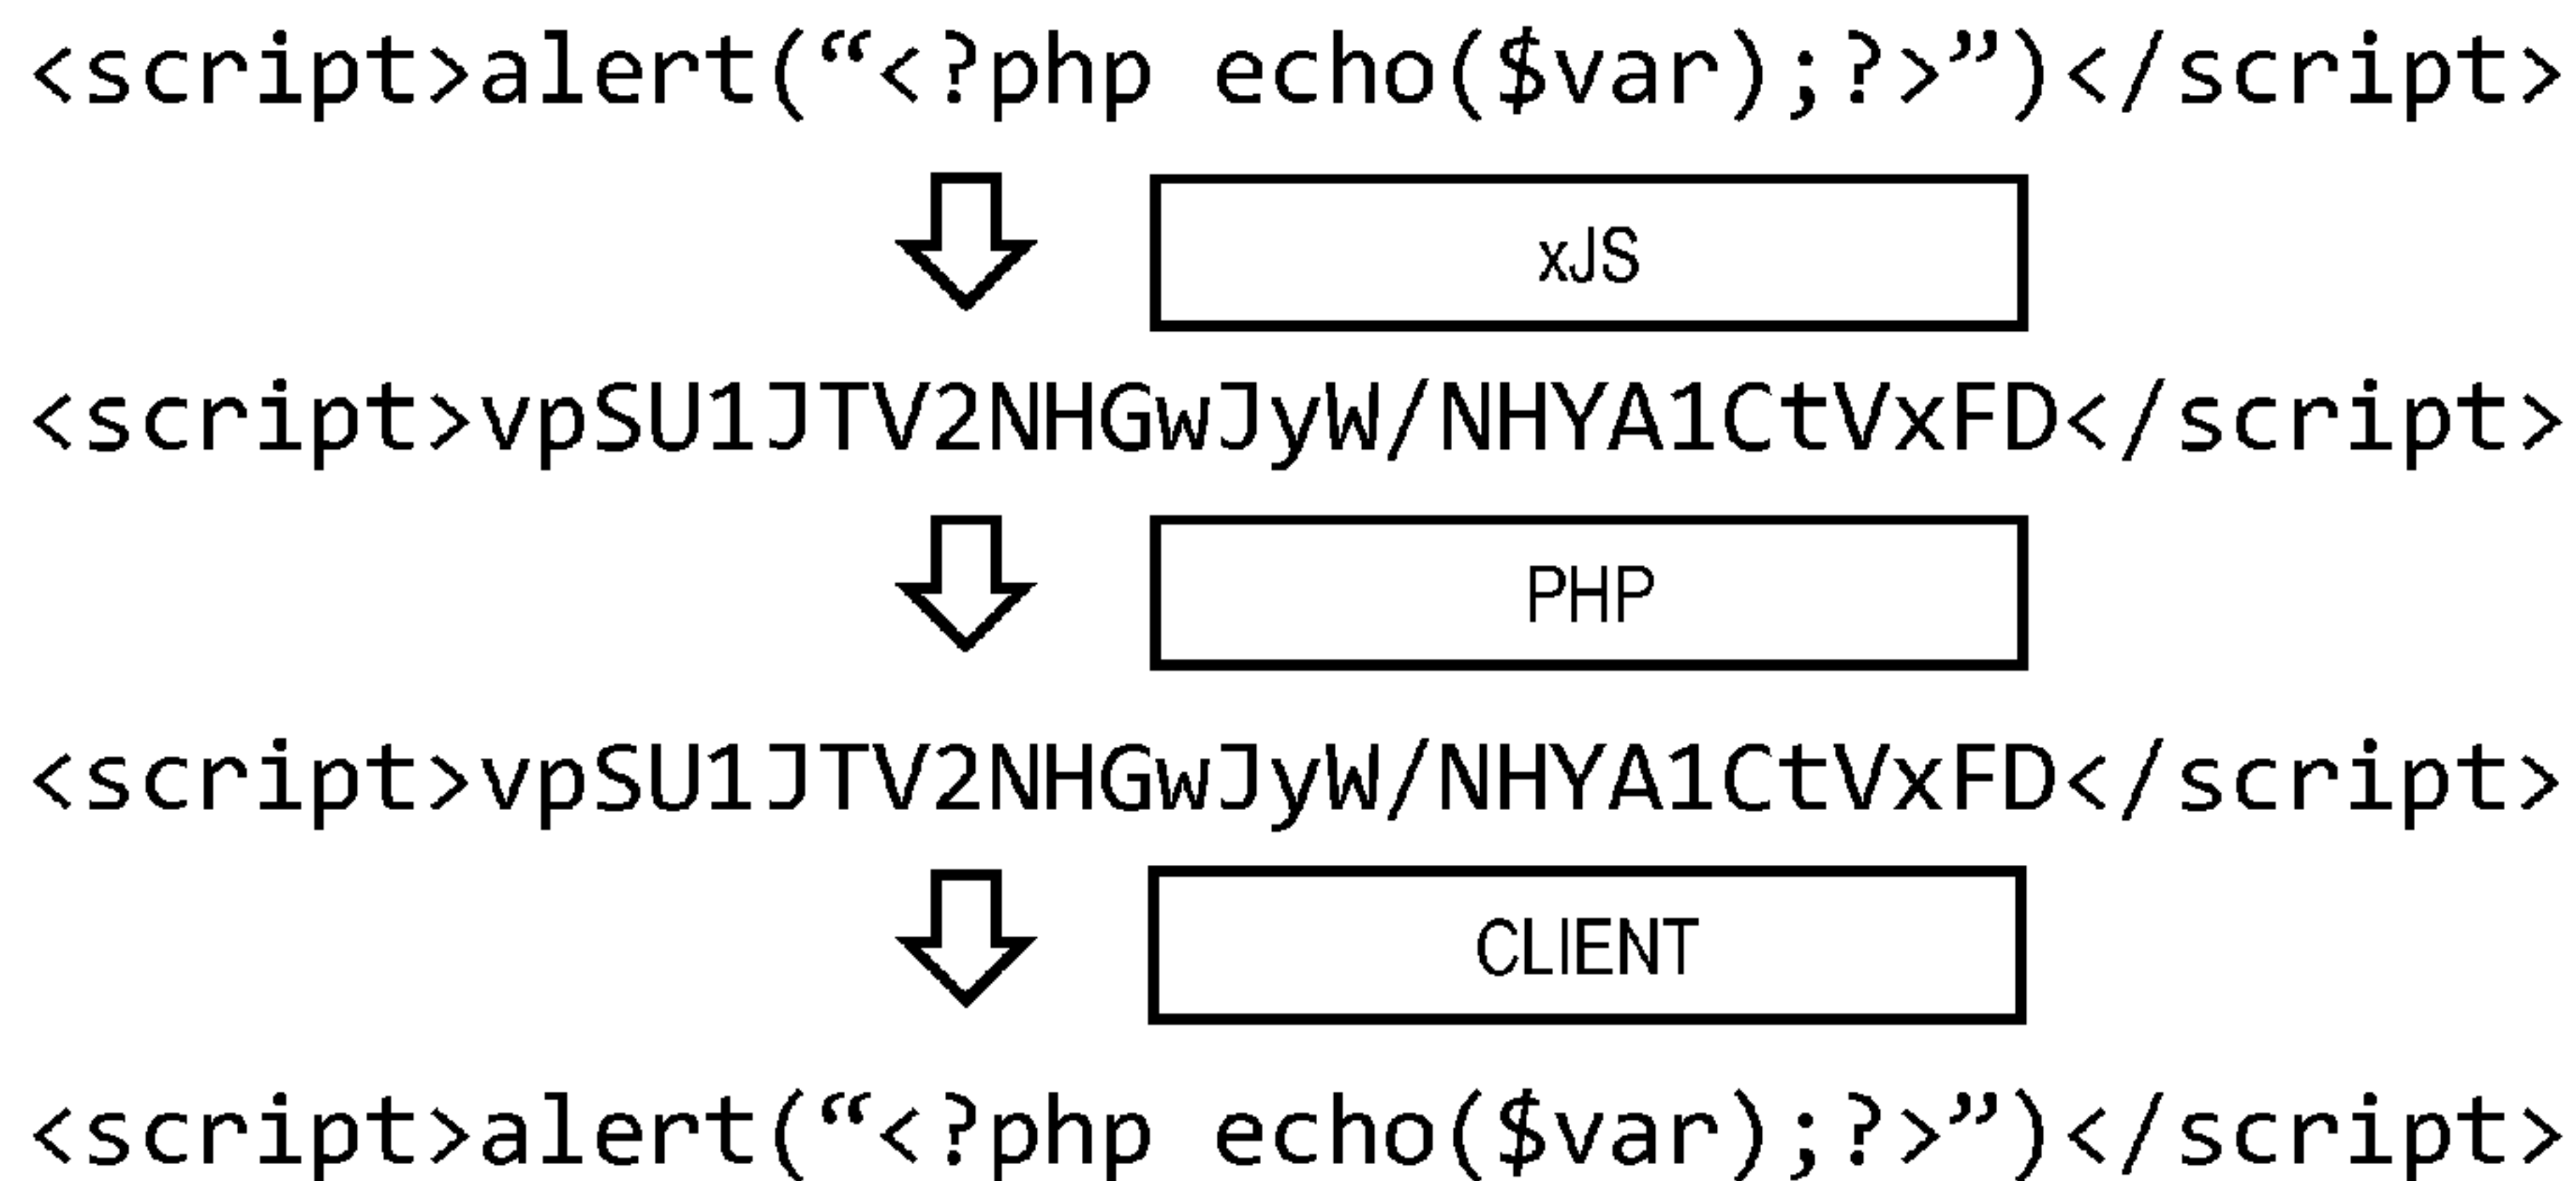 <script>alert(“<?php echo($var);?>”)</script>
xJS
<script>vpSU1JTV2NHGwJyW/NHYA1CtVxFD</script>
PHP
<script>vpSU1JTV2NHGwJyW/NHYA1CtVxFD</script>
CLIENT
<script>alert(“<?php echo($var);?>”)</script>